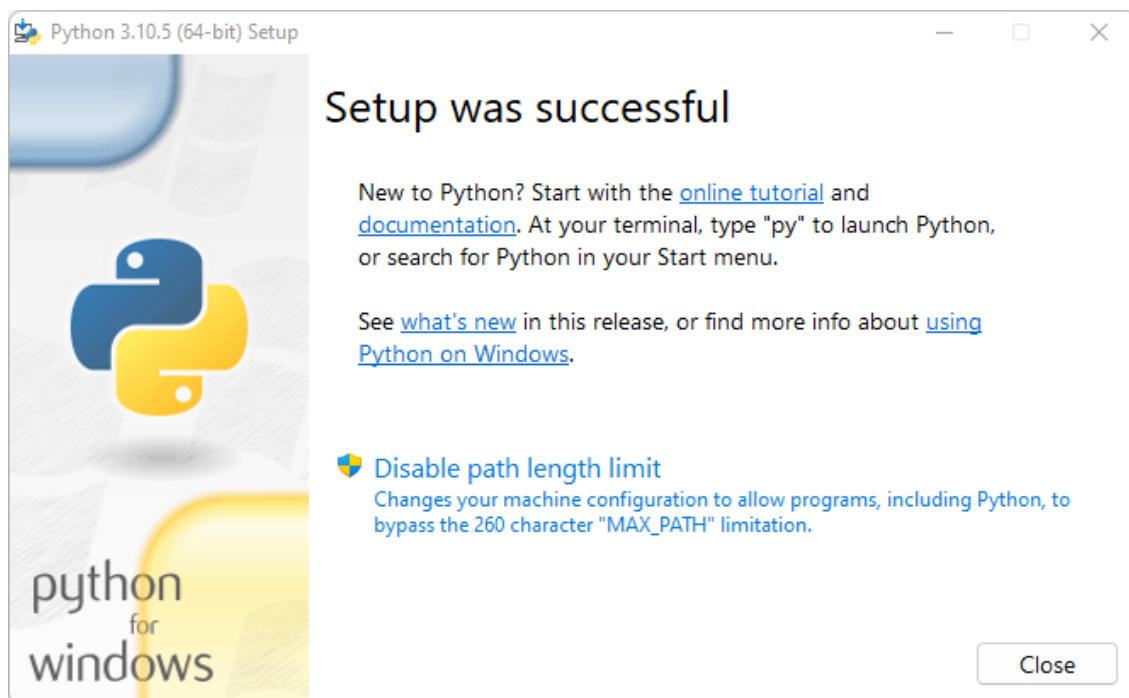 Python 3.10.5 (64-bit) Setup
Setup was successful
New to Python? Start with the online tutorial and
documentation. At your terminal, type "py" to launch Python,
or search for Python in your Start menu.
See what's new in this release, or find more info about using
Python on Windows.
Disable path length limit
Changes your machine configuration to allow programs, including Python, to
bypass the 260 character "MAX_PATH" limitation.
python
for
windows
Close